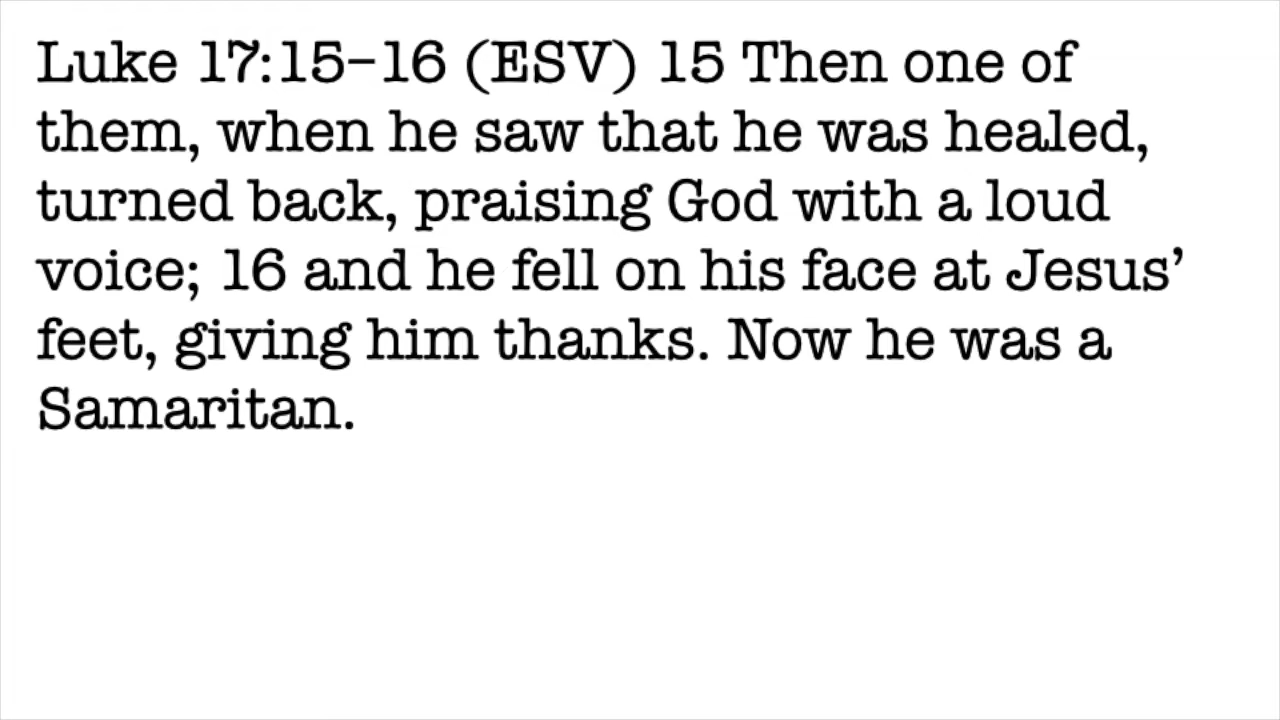 Luke 17:15–16 (ESV) 15 Then one of
them, when he saw that he was healed,
turned back, praising God with a loud
voice; 16 and he fell on his face at Jesus’
feet, giving him thanks. Now he was a
Samaritan.